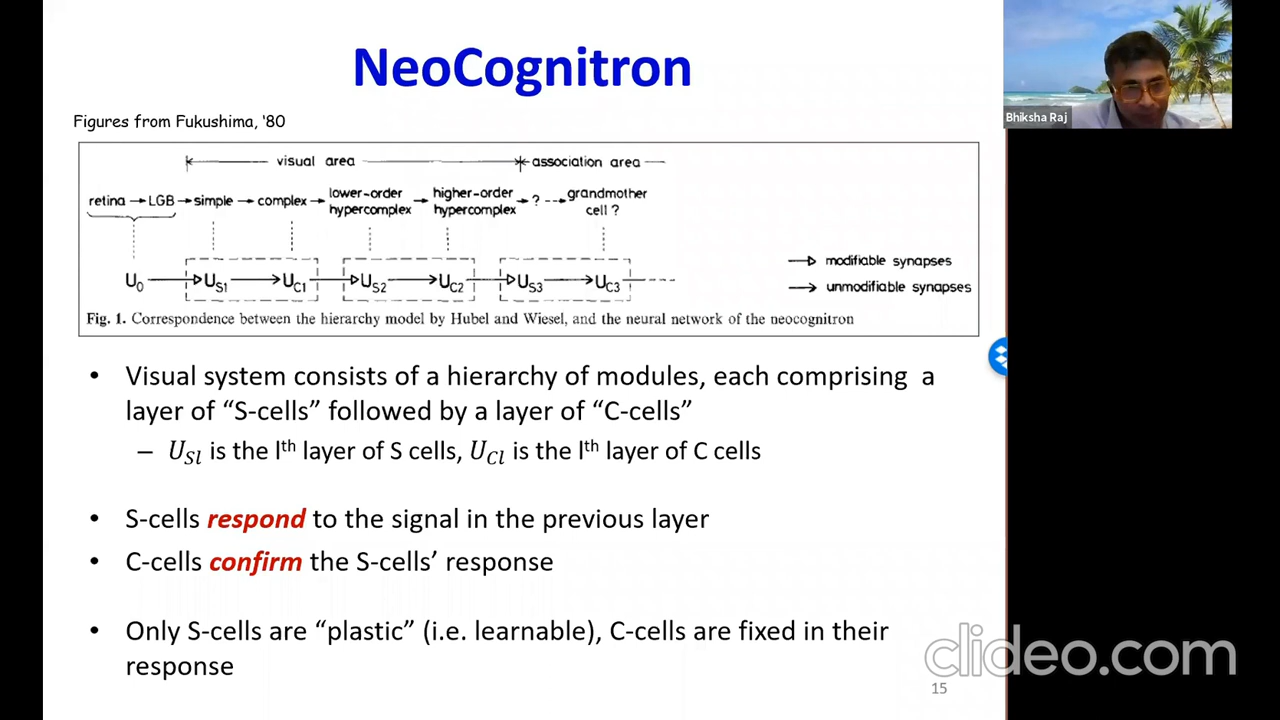 NeoCognitron
Bhiksha Raj
Figures from Fukushima, ‘80
visual area
association area
retina → LGB → simple → complex → lower-order hypercomplex → higher-order hypercomplex → ? --→ grandmother cell ?
U0 US1 UC1 US2 UC2 US3 UC3
modifiable synapses
unmodifiable synapses
Fig. 1. Correspondence between the hierarchy model by Hubel and Wiesel, and the neural network of the neocognitron
• Visual system consists of a hierarchy of modules, each comprising a
layer of “S-cells” followed by a layer of “C-cells”
– USl is the lth layer of S cells, UCl is the lth layer of C cells
• S-cells respond to the signal in the previous layer
• C-cells confirm the S-cells’ response
• Only S-cells are “plastic” (i.e. learnable), C-cells are fixed in their
response
clideo.com
15